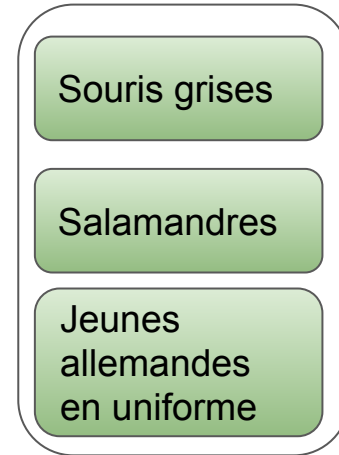 Souris grises
Salamandres
Jeunes
allemandes
en uniforme